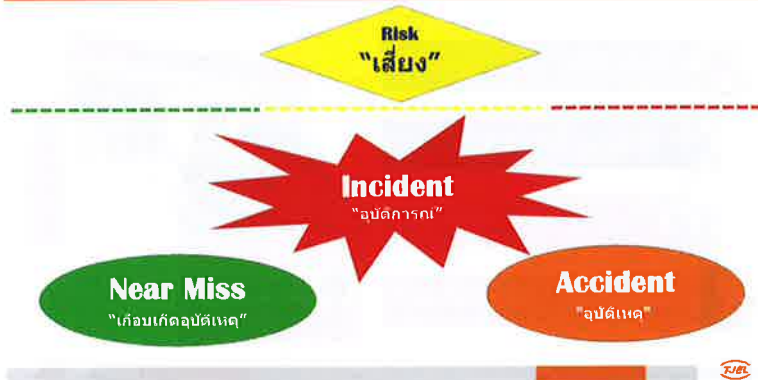 Risk
“เสี่ยง”
Incident
“อุบัติการณ์”
Near Miss
“เกือบเกิดอุบัติเหตุ”
Accident
"อุบัติเหตุ"
TJEL